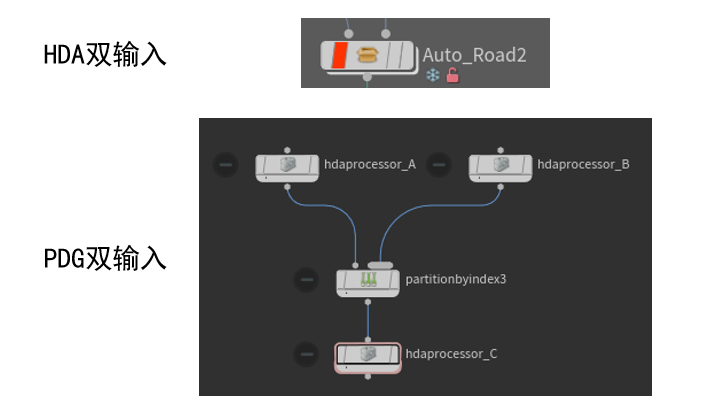 HDA双输入
Auto_Road2
hdaprocessor_A
hdaprocessor_B
PDG双输入
partitionbyindex3
hdaprocessor_C